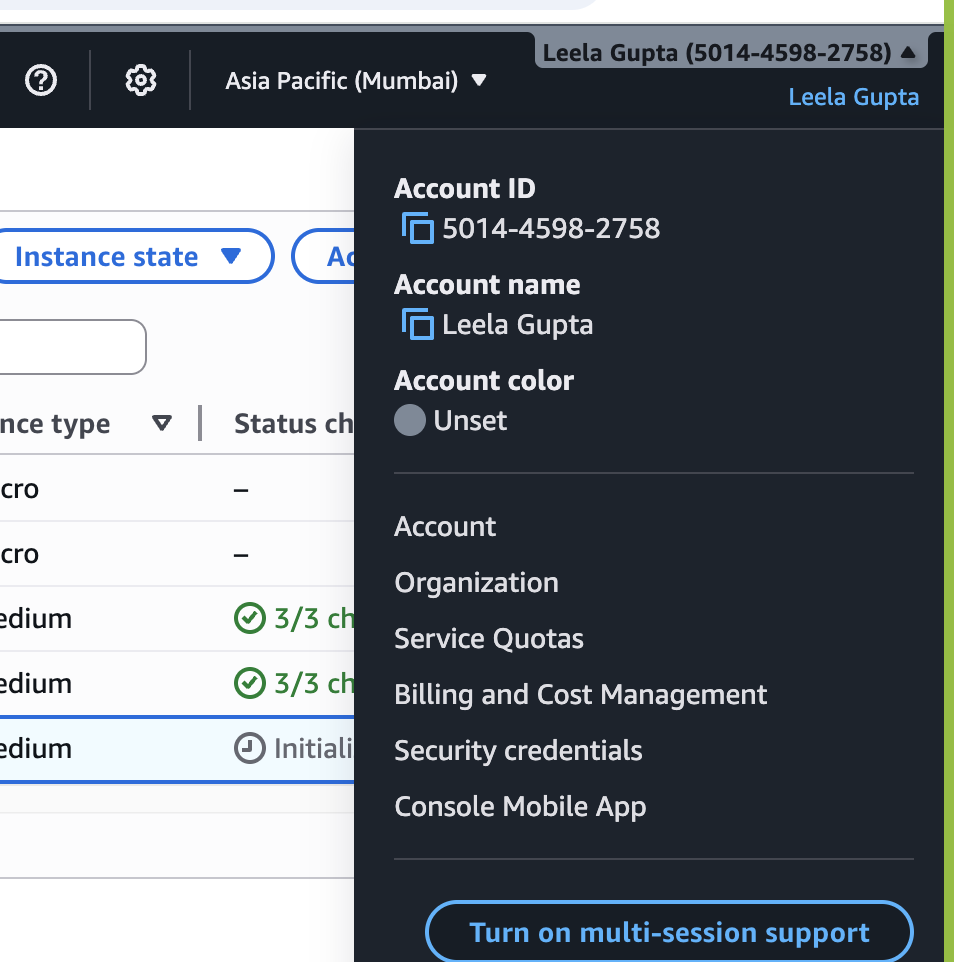 Leela Gupta (5014-4598-2758)
Asia Pacific (Mumbai)
Leela Gupta
Account ID
5014-4598-2758
Instance state
Ac
Account name
Leela Gupta
Account color
Unset
nce type
Status ch
cro
–
cro
–
edium
3/3 ch
edium
3/3 ch
edium
Initiali
Account
Organization
Service Quotas
Billing and Cost Management
Security credentials
Console Mobile App
Turn on multi-session support